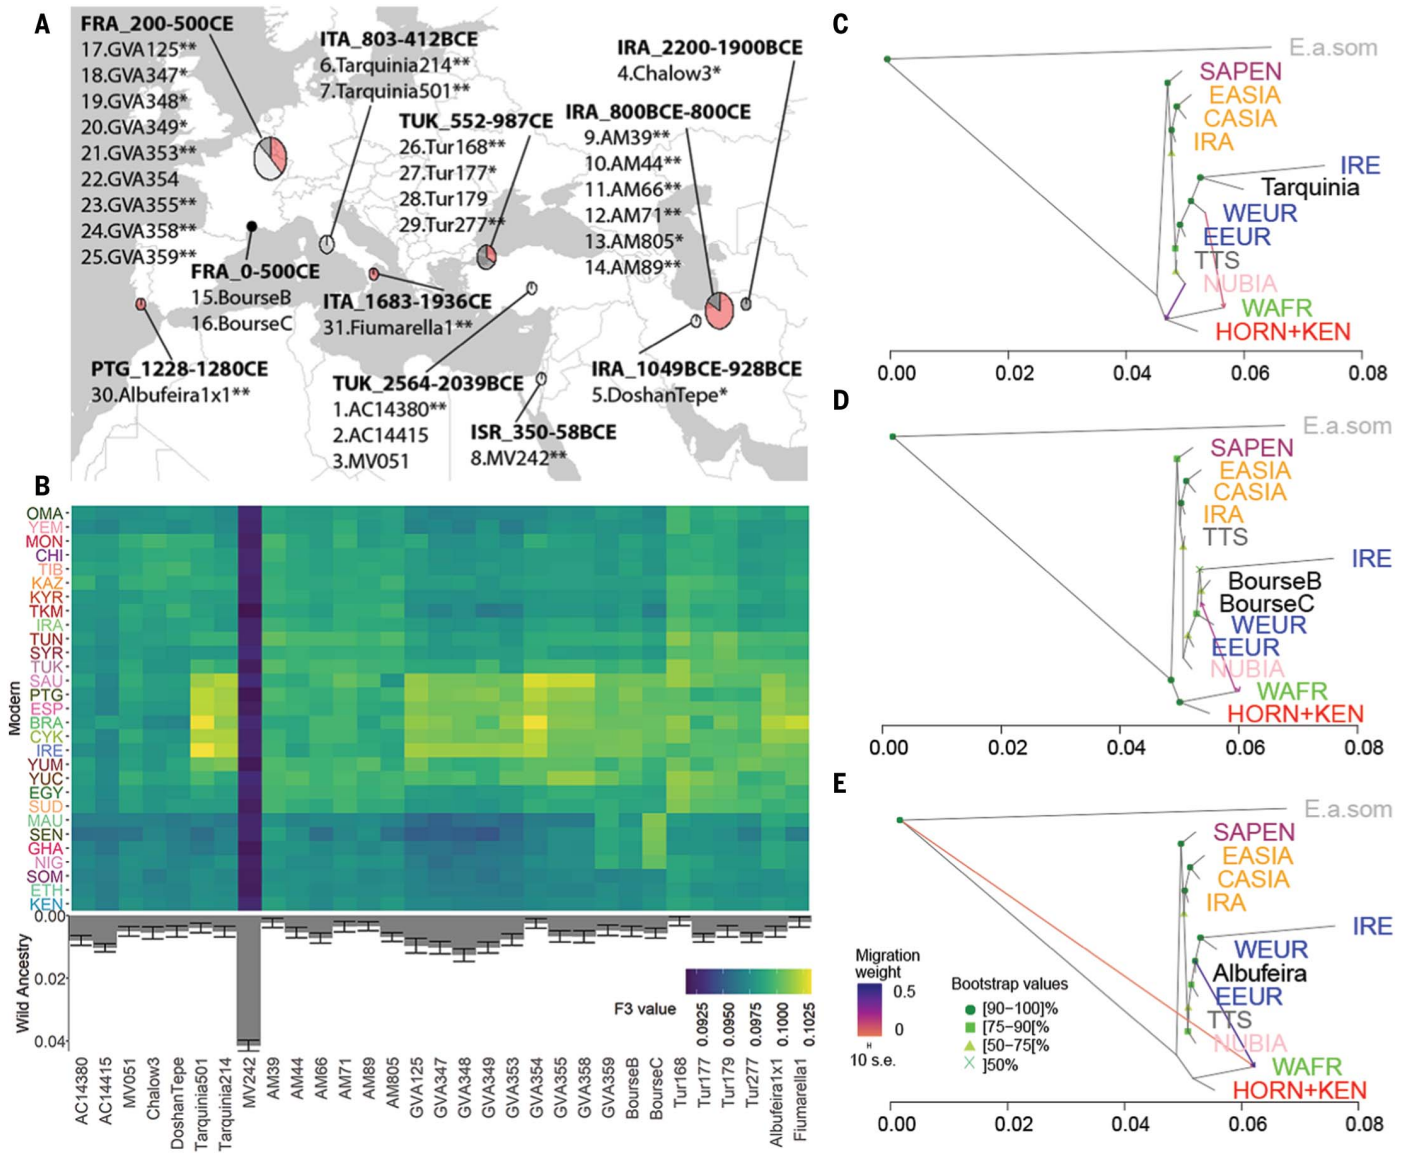 A
FRA_200-500CE
17.GVA125**
18.GVA347*
19.GVA348*
20.GVA349*
21.GVA353**
22.GVA354
23.GVA355**
24.GVA358**
25.GVA359**
ITA_803-412BCE
6.Tarquinia214**
7.Tarquinia501**
TUK_552-987CE
26.Tur168**
27.Tur177*
28.Tur179
29.Tur277**
IRA_2200-1900BCE
4.Chalow3*
IRA_800BCE-800CE
9.AM39**
10.AM44**
11.AM66**
12.AM71**
13.AM805*
14.AM89**
FRA_0-500CE
15.BourseB
16.BourseC
ITA_1683-1936CE
31.Fiumarella1**
PTG_1228-1280CE
30.Albufeira1x1**
TUK_2564-2039BCE
1.AC14380**
2.AC14415
3.MV051
ISR_350-58BCE
8.MV242**
IRA_1049BCE-928BCE
5.DoshanTepe*
B
Modern
OMA
YEM
MON
CHI
TIB
KAZ
KYR
TKM
IRA
TUN
SYR
TUK
SAU
PTG
ESP
BRA
CYK
IRE
YUM
YUC
EGY
SUD
MAU
SEN
GHA
NIG
SOM
ETH
KEN
Wild Ancestry
0.00
0.02
0.04
F3 value
0.0925
0.0950
0.0975
0.1000
0.1025
AC14380
AC14415
MV051
Chalow3
DoshanTepe
Tarquinia501
Tarquinia214
MV242
AM39
AM44
AM66
AM71
AM89
AM805
GVA125
GVA347
GVA348
GVA349
GVA353
GVA354
GVA355
GVA358
GVA359
BourseB
BourseC
Tur168
Tur177
Tur179
Tur277
Albufeira1x1
Fiumarella1
C
E.a.som
SAPEN
EASIA
CASIA
IRA
IRE
Tarquinia
WEUR
EEUR
TTS
NUBIA
WAFR
HORN+KEN
0.00 0.02 0.04 0.06 0.08
D
E.a.som
SAPEN
EASIA
CASIA
IRA
TTS
IRE
BourseB
BourseC
WEUR
EEUR
NUBIA
WAFR
HORN+KEN
0.00 0.02 0.04 0.06 0.08
E
E.a.som
SAPEN
EASIA
CASIA
IRA
IRE
WEUR
Albufeira
EEUR
TTS
NUBIA
WAFR
HORN+KEN
Migration
weight
0.5
0
10 s.e.
Bootstrap values
[90−100]%
[75−90[%
[50−75[%
]50%
0.00 0.02 0.04 0.06 0.08